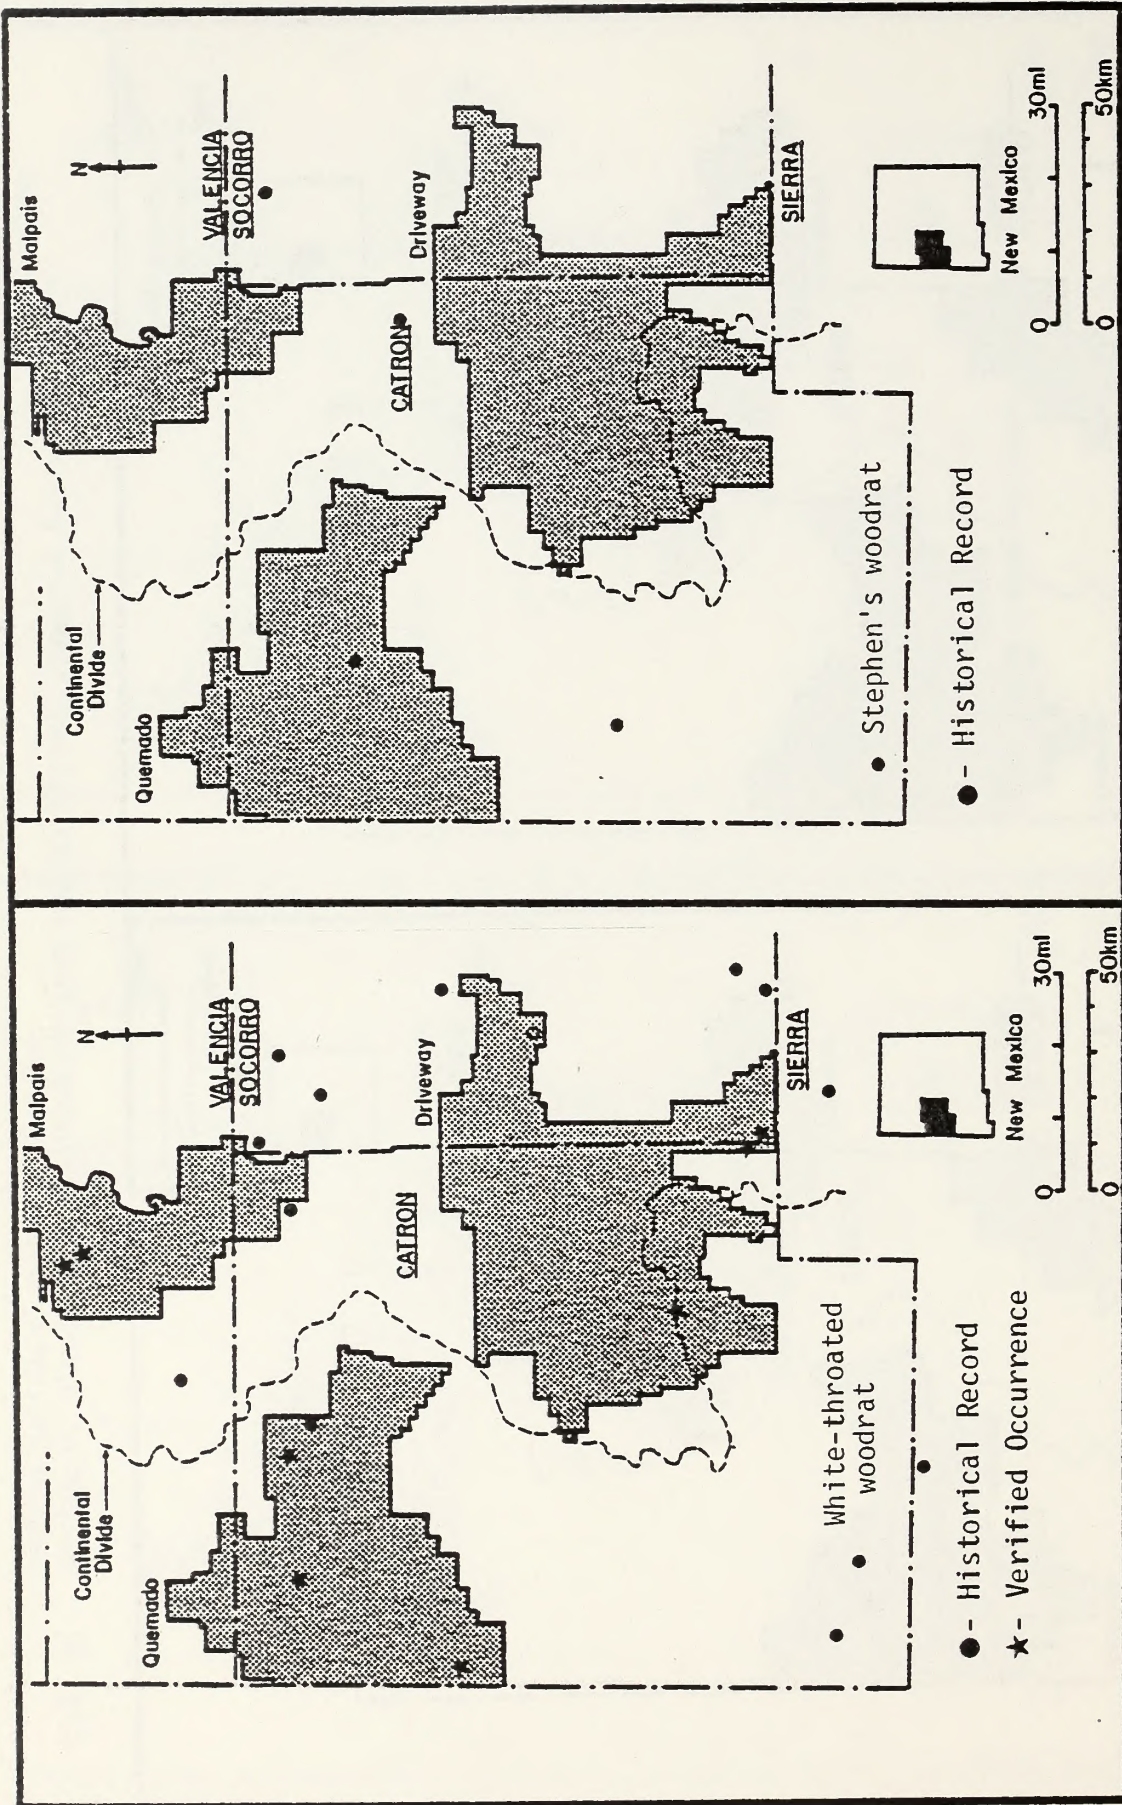 Malpais
N
Continental
Divide
VALENCIA
SOCORRO
Quemado
Driveway
CATRON
SIERRA
White-throated
woodrat
New Mexico
● - Historical Record
★ - Verified Occurrence
0 30mi
0 50km
Malpais
N
Continental
Divide
VALENCIA
SOCORRO
Quemado
Driveway
CATRON
SIERRA
Stephen's woodrat
New Mexico
● - Historical Record
0 30mi
0 50km